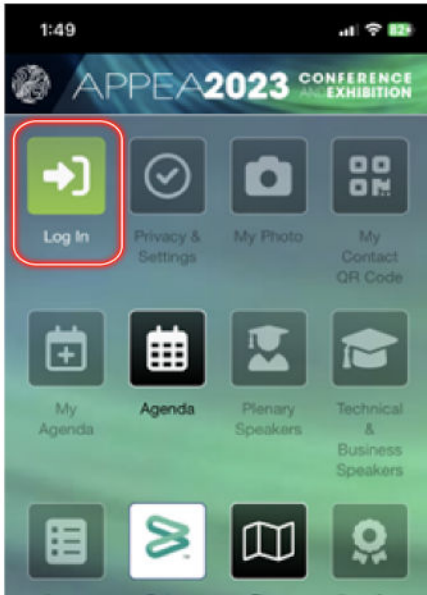 1:49
82
APPEA2023 CONFERENCE
AND EXHIBITION
Log In
Privacy &
Settings
My Photo
My
Contact
QR Code
My
Agenda
Agenda
Plenary
Speakers
Technical
&
Business
Speakers